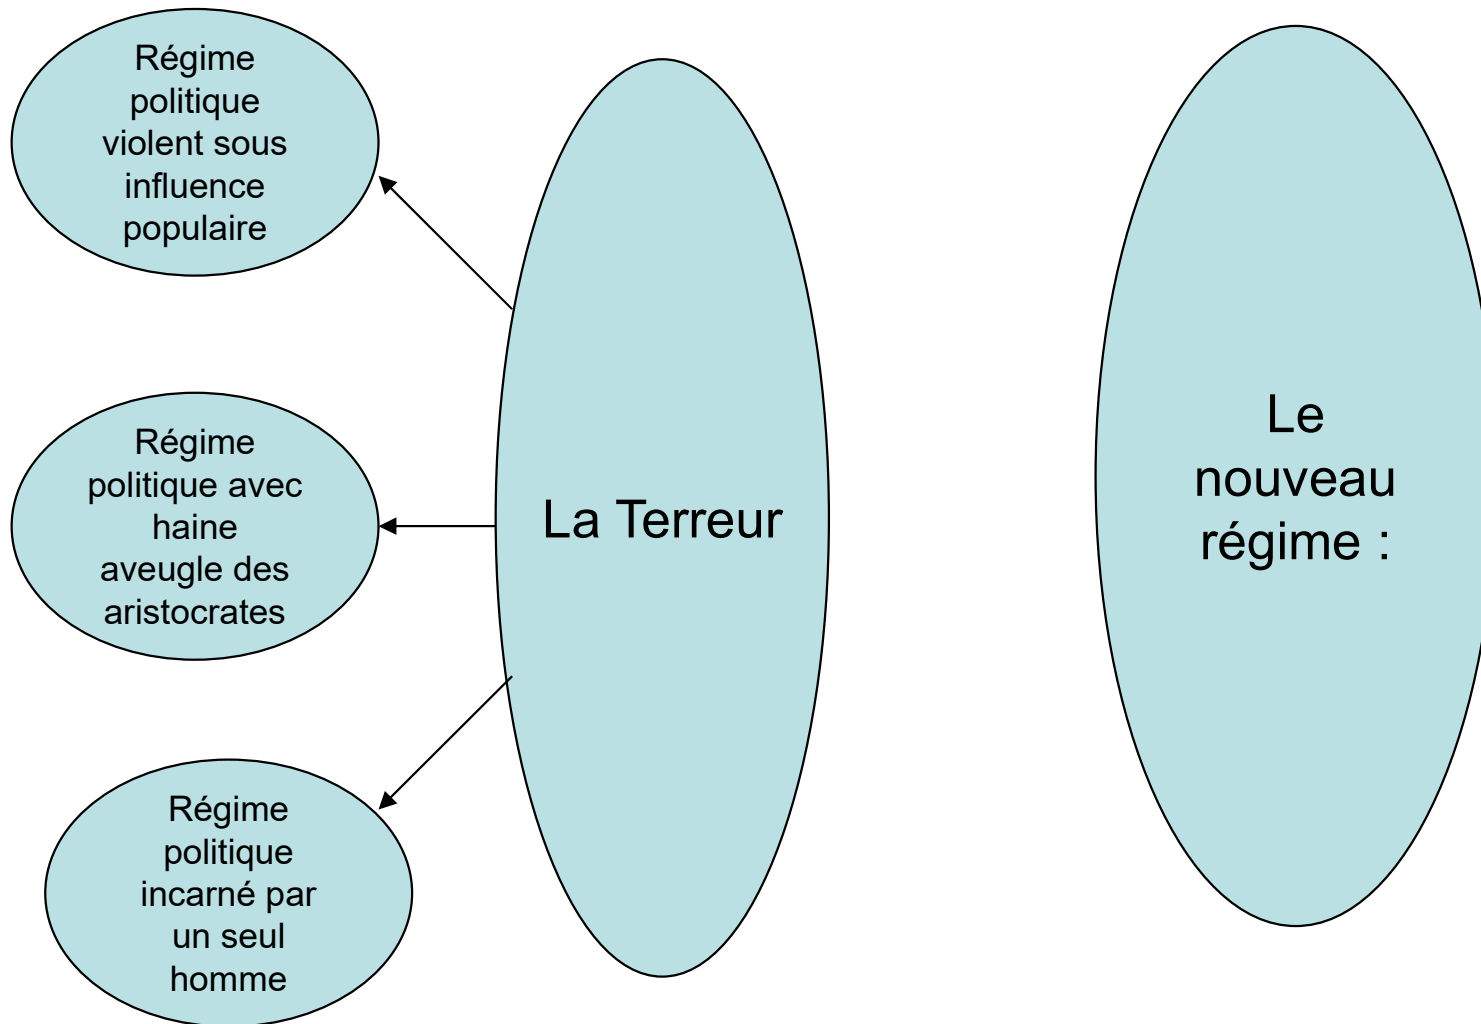 Régime
politique
violent sous
influence
populaire
Régime
politique avec
haine
aveugle des
aristocrates
Régime
politique
incarné par
un seul
homme
La Terreur
Le
nouveau
régime :